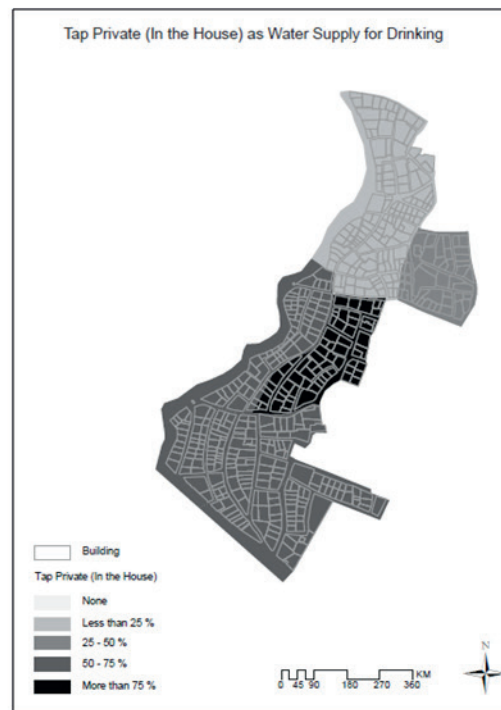 Tap Private (In the House) as Water Supply for Drinking
Building
Tap Private (In the House)
None
Less than 25 %
25 - 50 %
50 - 75 %
More than 75 %
N
KM
0 45 90 180 270 360